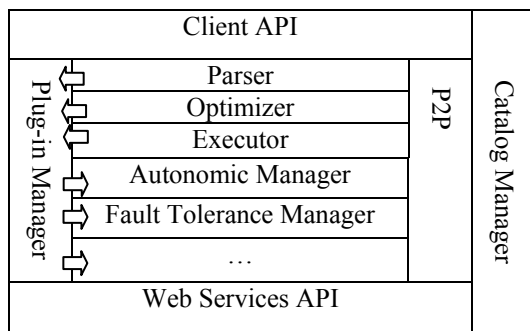 Client API
Plug-in Manager
Parser
Optimizer
Executor
Autonomic Manager
Fault Tolerance Manager
…
P2P
Catalog Manager
Web Services API